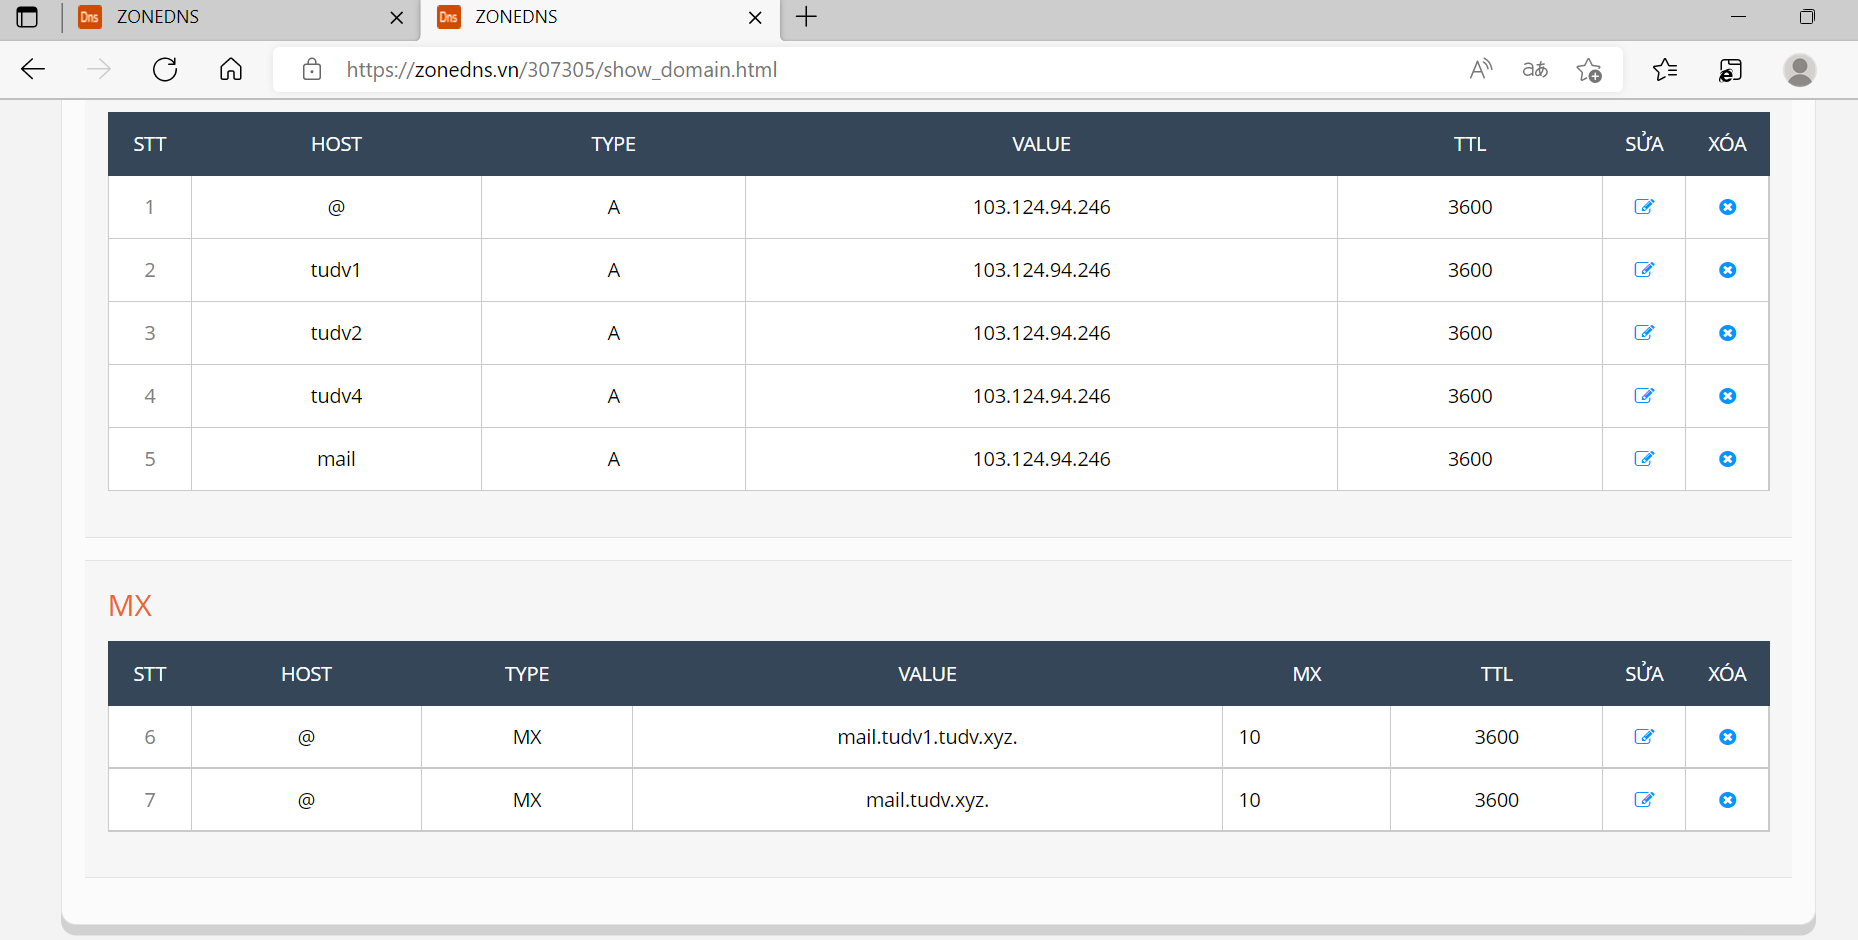 Dns ZONEDNS Dns ZONEDNS
https://zonedns.vn/307305/show_domain.html
STT HOST TYPE VALUE TTL SỬA XÓA
1 @ A 103.124.94.246 3600
2 tudv1 A 103.124.94.246 3600
3 tudv2 A 103.124.94.246 3600
4 tudv4 A 103.124.94.246 3600
5 mail A 103.124.94.246 3600
MX
STT HOST TYPE VALUE MX TTL SỬA XÓA
6 @ MX mail.tudv1.tudv.xyz. 10 3600
7 @ MX mail.tudv.xyz. 10 3600